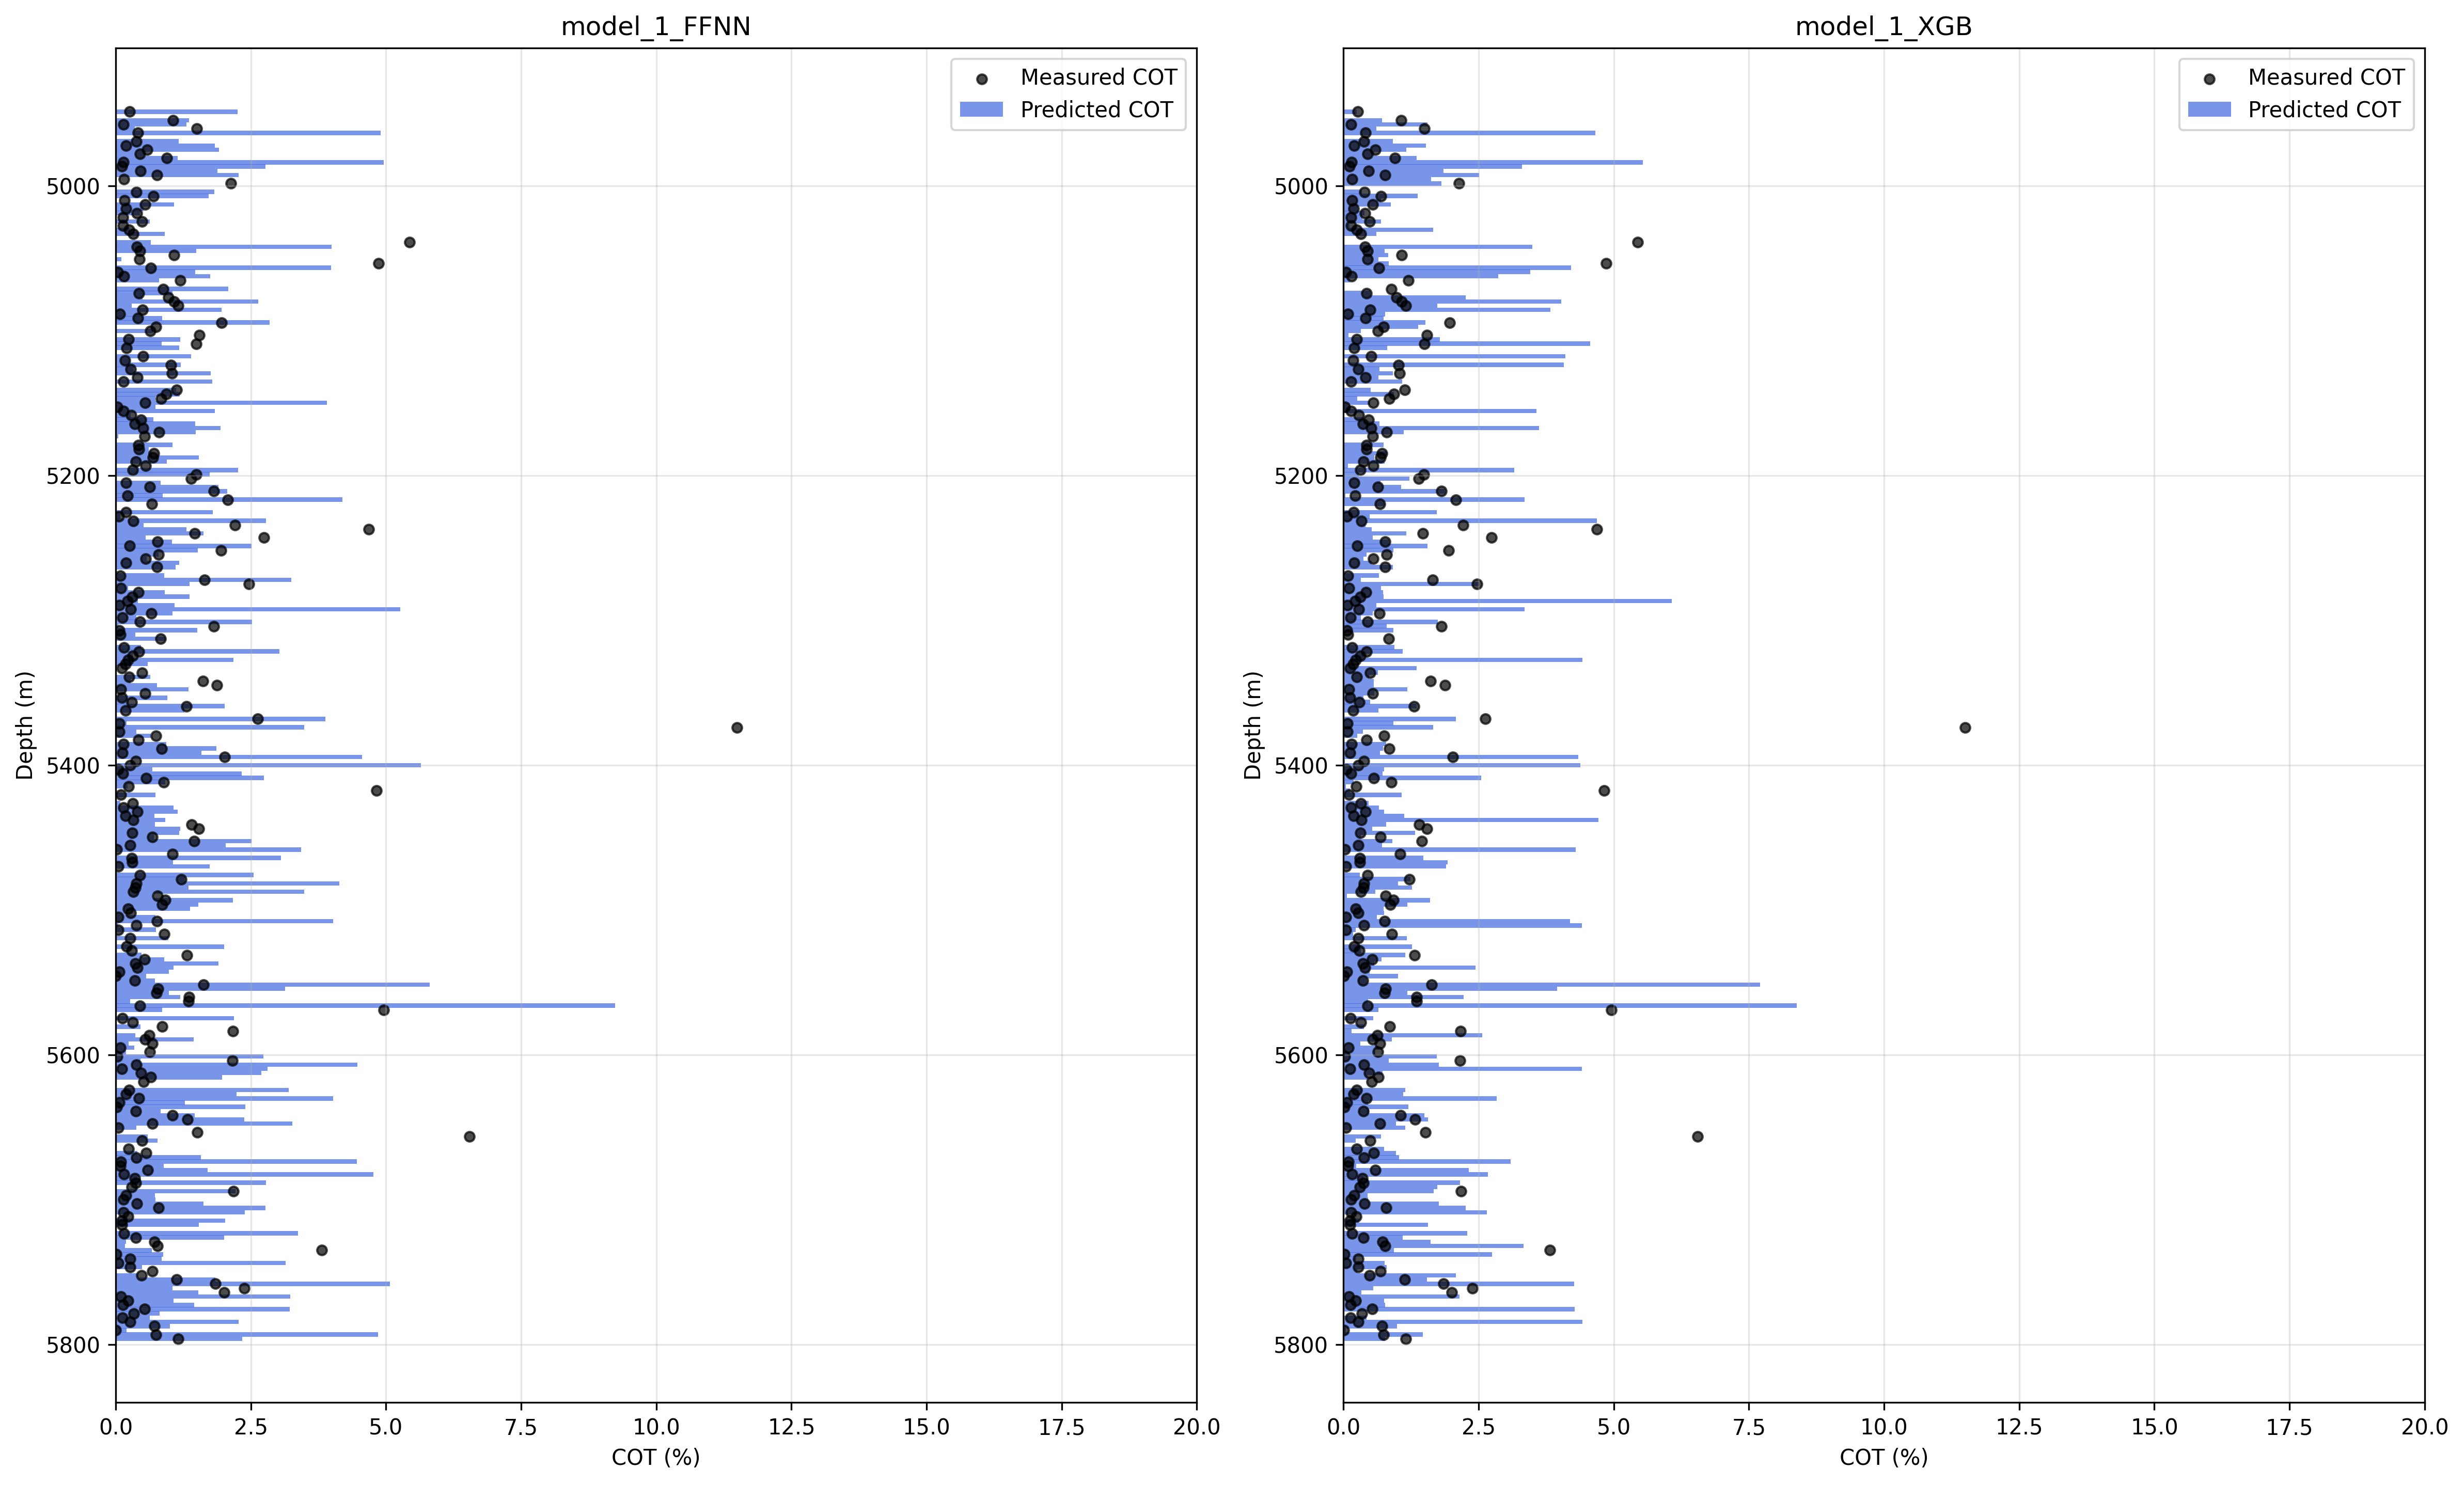 model_1_FFNN
Measured COT
Predicted COT
Depth (m)
5000
5200
5400
5600
5800
0.0 2.5 5.0 7.5 10.0 12.5 15.0 17.5 20.0
COT (%)
model_1_XGB
Measured COT
Predicted COT
Depth (m)
5000
5200
5400
5600
5800
0.0 2.5 5.0 7.5 10.0 12.5 15.0 17.5 20.0
COT (%)